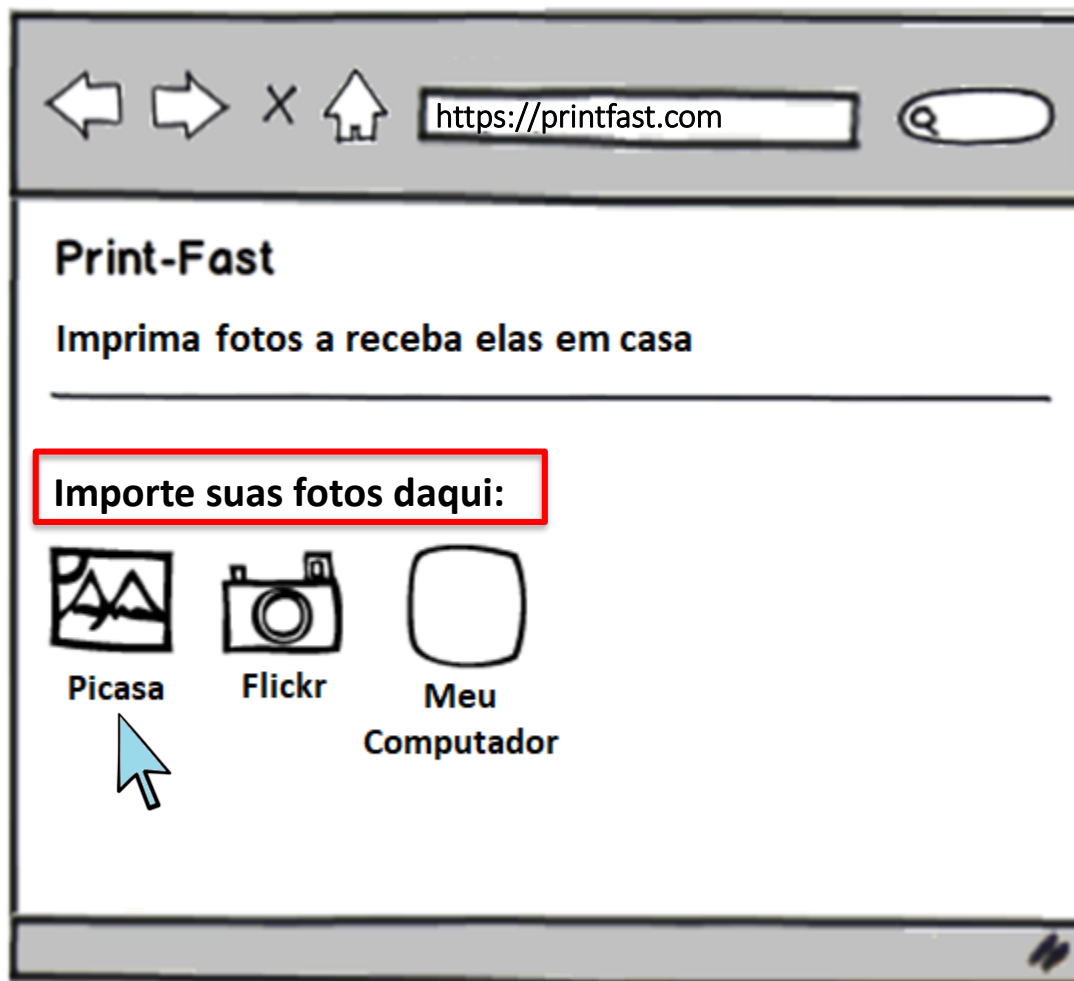 https://printfast.com
Print-Fast
Imprima fotos a receba elas em casa
Importe suas fotos daqui:
Picasa
Flickr
Meu
Computador